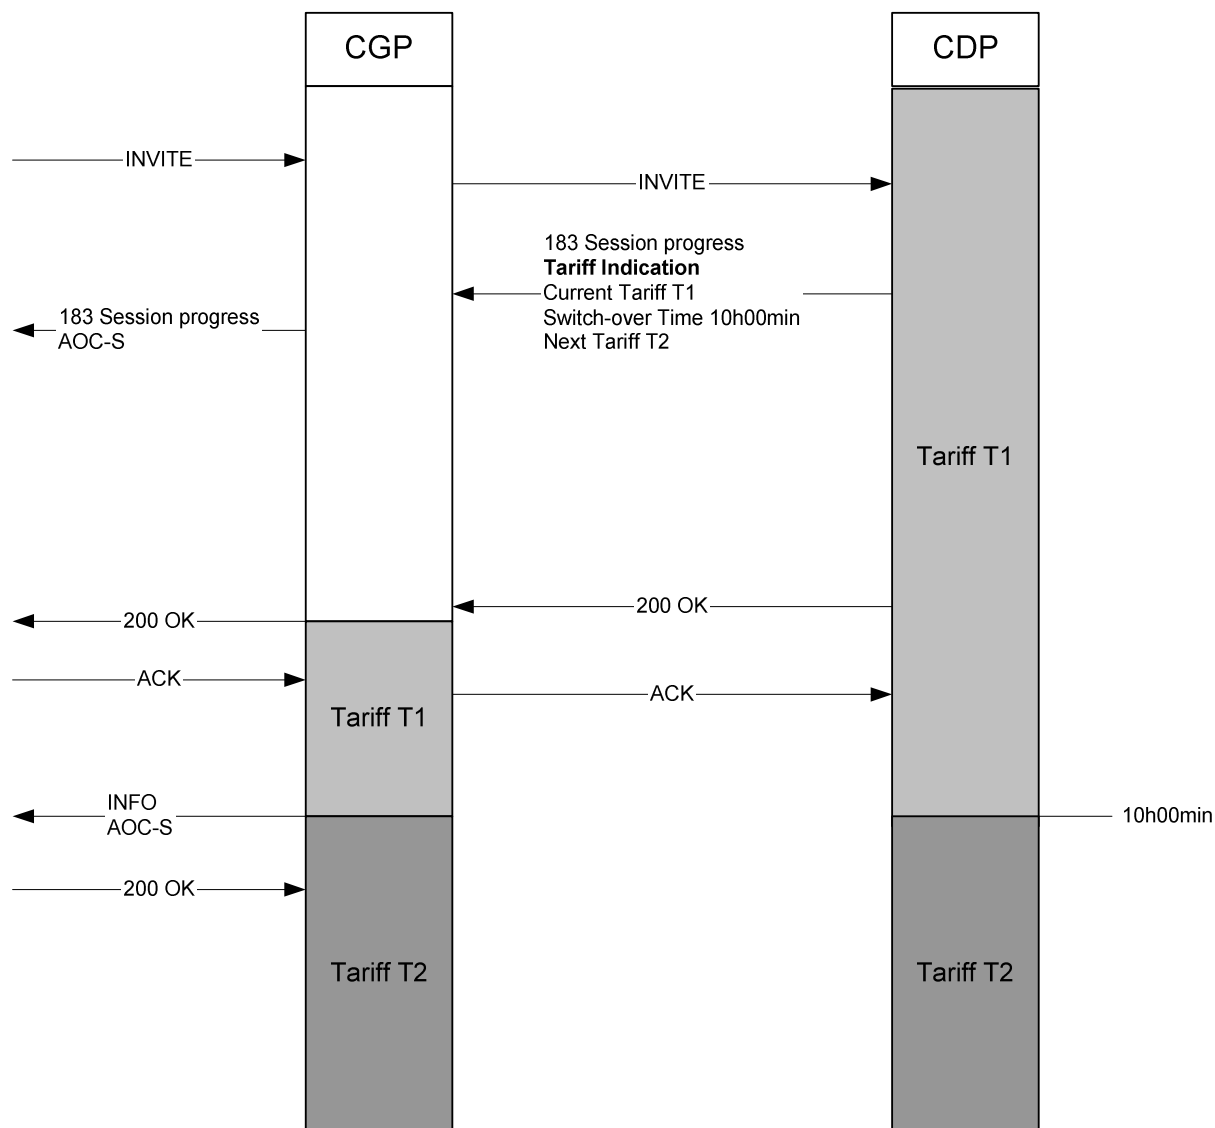 CGP
CDP
INVITE
INVITE
183 Session progress
Tariff Indication
Current Tariff T1
Switch-over Time 10h00min
Next Tariff T2
183 Session progress
AOC-S
Tariff T1
200 OK
200 OK
ACK
ACK
Tariff T1
INFO
AOC-S
10h00min
200 OK
Tariff T2
Tariff T2